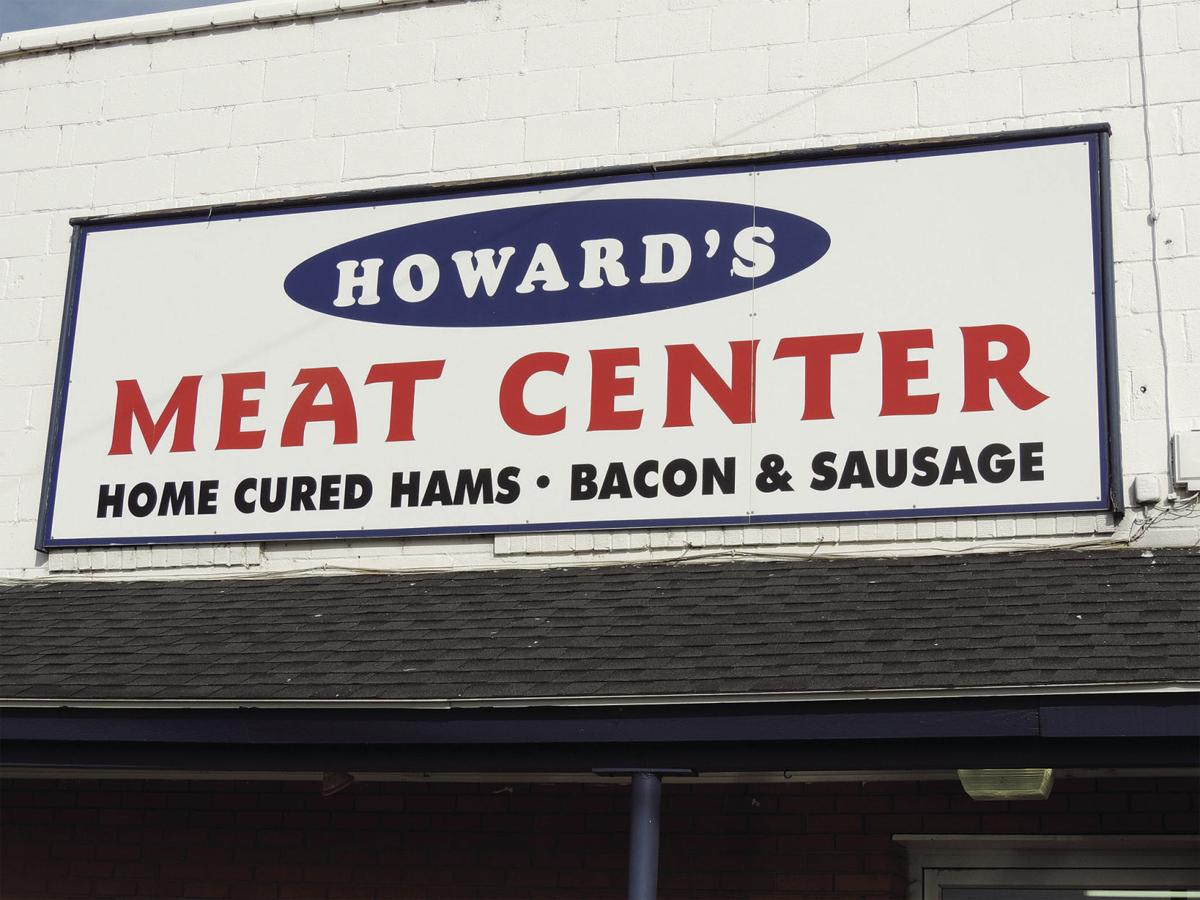 HOWARD'S
MEAT CENTER
HOME CURED HAMS • BACON & SAUSAGE